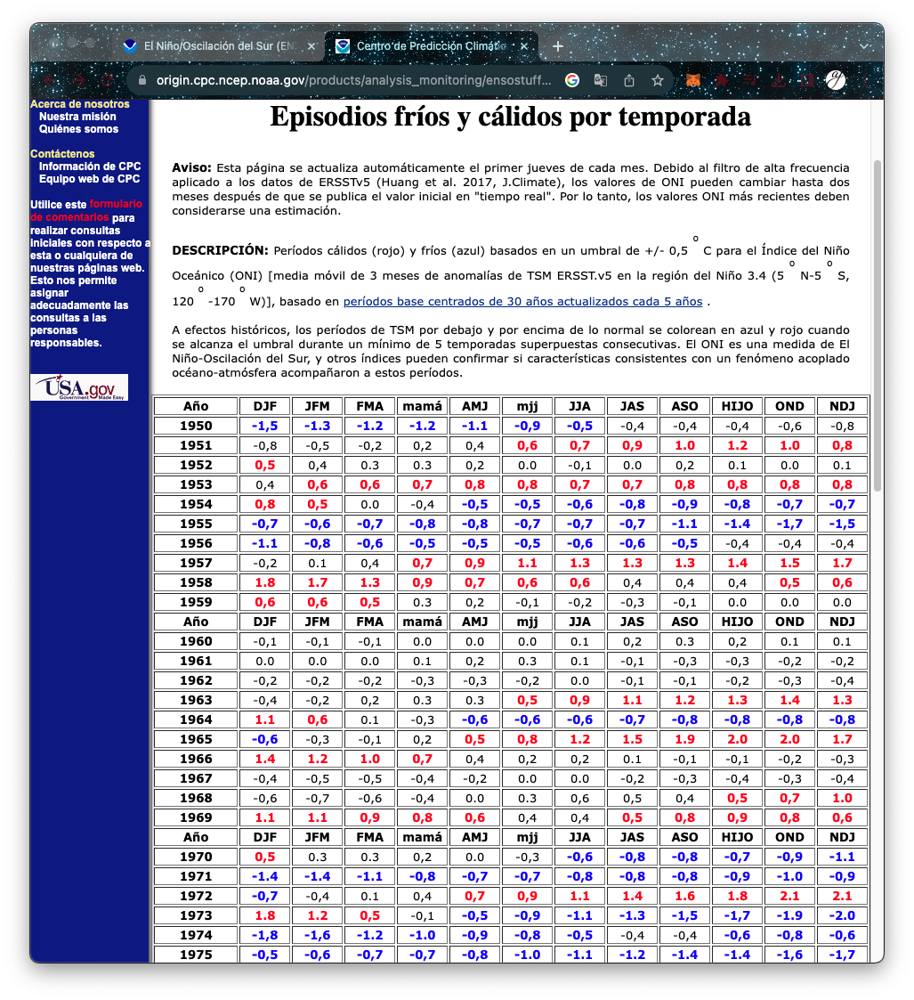 El Niño/Oscilación del Sur (EN
Centro de Predicción Climátic
origin.cpc.ncep.noaa.gov/products/analysis_monitoring/ensostuff...
Acerca de nosotros
Nuestra misión
Quiénes somos
Contáctenos
Información de CPC
Equipo web de CPC
Utilice este formulario
de comentarios para
realizar consultas
iniciales con respecto a
esta o cualquiera de
nuestras páginas web.
Esto nos permite
asignar
adecuadamente las
consultas a las
personas
responsables.
USA.gov
Government Made Easy
Episodios fríos y cálidos por temporada
Aviso: Esta página se actualiza automáticamente el primer jueves de cada mes. Debido al filtro de alta frecuencia
aplicado a los datos de ERSSTv5 (Huang et al. 2017, J.Climate), los valores de ONI pueden cambiar hasta dos
meses después de que se publica el valor inicial en "tiempo real". Por lo tanto, los valores ONI más recientes deben
considerarse una estimación.
DESCRIPCIÓN: Períodos cálidos (rojo) y fríos (azul) basados en un umbral de +/- 0,5 o C para el Índice del Niño
Oceánico (ONI) [media móvil de 3 meses de anomalías de TSM ERSST.v5 en la región del Niño 3.4 (5 o N-5 o S,
120 o -170 o W)], basado en períodos base centrados de 30 años actualizados cada 5 años .
A efectos históricos, los períodos de TSM por debajo y por encima de lo normal se colorean en azul y rojo cuando
se alcanza el umbral durante un mínimo de 5 temporadas superpuestas consecutivas. El ONI es una medida de El
Niño-Oscilación del Sur, y otros índices pueden confirmar si características consistentes con un fenómeno acoplado
océano-atmósfera acompañaron a estos períodos.
Año DJF JFM FMA mamá AMJ mjj JJA JAS ASO HIJO OND NDJ
1950 -1,5 -1.3 -1.2 -1.2 -1.1 -0,9 -0,5 -0,4 -0,4 -0,4 -0,6 -0,8
1951 -0,8 -0,5 -0,2 0,2 0,4 0,6 0,7 0,9 1.0 1.2 1.0 0,8
1952 0,5 0,4 0.3 0.3 0,2 0.0 -0,1 0.0 0,2 0.1 0.0 0.1
1953 0,4 0,6 0,6 0,7 0,8 0,8 0,7 0,7 0,8 0,8 0,8 0,8
1954 0,8 0,5 0.0 -0,4 -0,5 -0,5 -0,6 -0,8 -0,9 -0,8 -0,7 -0,7
1955 -0,7 -0,6 -0,7 -0,8 -0,8 -0,7 -0,7 -0,7 -1.1 -1.4 -1,7 -1,5
1956 -1.1 -0,8 -0,6 -0,5 -0,5 -0,5 -0,6 -0,6 -0,5 -0,4 -0,4 -0,4
1957 -0,2 0.1 0,4 0,7 0,9 1.1 1.3 1.3 1.3 1.4 1.5 1.7
1958 1.8 1.7 1.3 0,9 0,7 0,6 0,6 0,4 0,4 0,4 0,5 0,6
1959 0,6 0,6 0,5 0.3 0,2 -0,1 -0,2 -0,3 -0,1 0.0 0.0 0.0
Año DJF JFM FMA mamá AMJ mjj JJA JAS ASO HIJO OND NDJ
1960 -0,1 -0,1 -0,1 0.0 0.0 0.0 0.1 0,2 0.3 0,2 0.1 0.1
1961 0.0 0.0 0.0 0.1 0,2 0.3 0.1 -0,1 -0,3 -0,3 -0,2 -0,2
1962 -0,2 -0,2 -0,2 -0,3 -0,3 -0,2 0.0 -0,1 -0,1 -0,2 -0,3 -0,4
1963 -0,4 -0,2 0,2 0.3 0.3 0,5 0,9 1.1 1.2 1.3 1.4 1.3
1964 1.1 0,6 0.1 -0,3 -0,6 -0,6 -0,6 -0,7 -0,8 -0,8 -0,8 -0,8
1965 -0,6 -0,3 -0,1 0,2 0,5 0,8 1.2 1.5 1.9 2.0 2.0 1.7
1966 1.4 1.2 1.0 0,7 0,4 0,2 0,2 0.1 -0,1 -0,1 -0,2 -0,3
1967 -0,4 -0,5 -0,5 -0,4 -0,2 0.0 0.0 -0,2 -0,3 -0,4 -0,3 -0,4
1968 -0,6 -0,7 -0,6 -0,4 0.0 0.3 0,6 0,5 0,4 0,5 0,7 1.0
1969 1.1 1.1 0,9 0,8 0,6 0,4 0,4 0,5 0,8 0,9 0,8 0,6
Año DJF JFM FMA mamá AMJ mjj JJA JAS ASO HIJO OND NDJ
1970 0,5 0.3 0.3 0,2 0.0 -0,3 -0,6 -0,8 -0,8 -0,7 -0,9 -1.1
1971 -1.4 -1.4 -1.1 -0,8 -0,7 -0,7 -0,8 -0,8 -0,8 -0,9 -1.0 -0,9
1972 -0,7 -0,4 0.1 0,4 0,7 0,9 1.1 1.4 1.6 1.8 2.1 2.1
1973 1.8 1.2 0,5 -0,1 -0,5 -0,9 -1.1 -1.3 -1,5 -1,7 -1.9 -2.0
1974 -1,8 -1,6 -1.2 -1.0 -0,9 -0,8 -0,5 -0,4 -0,4 -0,6 -0,8 -0,6
1975 -0,5 -0,6 -0,7 -0,7 -0,8 -1.0 -1.1 -1.2 -1.4 -1.4 -1,6 -1,7